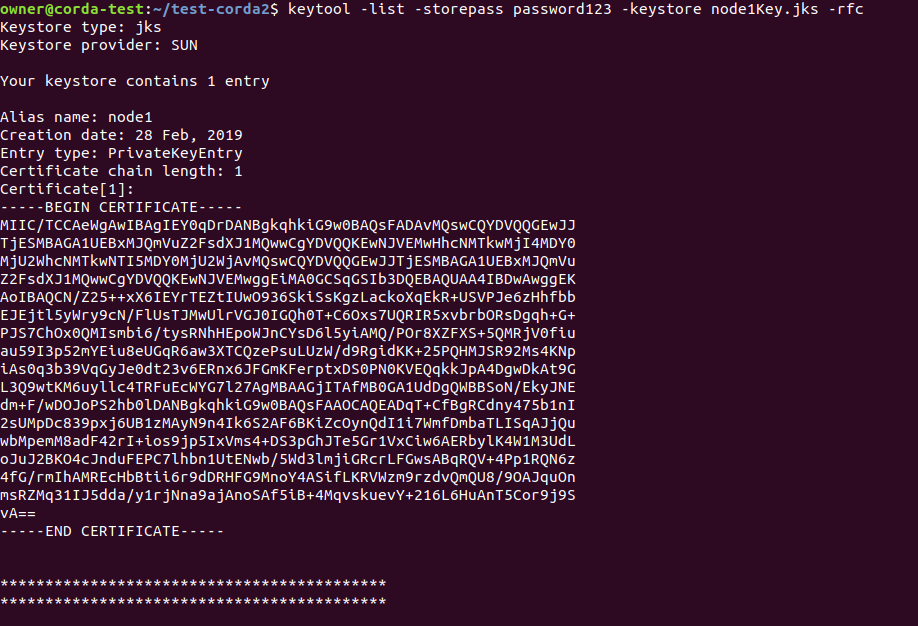 owner@corda-test:~/test-corda2$ keytool -list -storepass password123 -keystore node1Key.jks -rfc
Keystore type: jks
Keystore provider: SUN
Your keystore contains 1 entry
Alias name: node1
Creation date: 28 Feb, 2019
Entry type: PrivateKeyEntry
Certificate chain length: 1
Certificate[1]:
-----BEGIN CERTIFICATE-----
MIIC/TCCAeWgAwIBAgIEY0qDrDANBgkqhkiG9w0BAQsFADAvMQswCQYDVQQGEwJJ
TjESMBAGA1UEBxMJQmVuZ2FsdXJ1MQwwCgYDVQQKEwNJVEMwHhcNMTkwMjI4MDY0
MjU2WhcNMTkwNTI5MDY0MjU2WjAvMQswCQYDVQQGEwJJTjESMBAGA1UEBxMJQmVu
Z2FsdXJ1MQwwCgYDVQQKEwNJVEMwggEiMA0GCSqGSIb3DQEBAQUAA4IBDwAwggEK
AoIBAQCN/Z25++xX6IEYrTEZtIUwO936SkiSsKgzLackoXqEkR+USVPJe6zHhfbb
EJEjtl5yWry9cN/FlUsTJMwUlrVGJ0IGQh0T+C6Oxs7UQRIR5xvbrbORsDgqh+G+
PJS7ChOx0QMIsmbi6/tysRNhHEpoWJnCYsD6l5yiAMQ/POr8XZFXS+5QMRjV0fiu
au59I3p52mYEiu8eUGqR6aw3XTCQzePsuLUzW/d9RgidKK+25PQHMJSR92Ms4KNp
iAs0q3b39VqGyJe0dt23v6ERnx6JFGmKFerptxDS0PN0KVEQqkkJpA4DgwDkAt9G
L3Q9wtKM6uyllc4TRFuEcWYG7l27AgMBAAGjITAfMB0GA1UdDgQWBBSoN/EkyJNE
dm+F/wDOJoPS2hb0lDANBgkqhkiG9w0BAQsFAAOCAQEADqT+CfBgRCdny475b1nI
2sUMpDc839pxj6UB1zMAyN9n4Ik6S2AF6BKiZcOynQdI1i7WmfDmbaTLISqAJjQu
wbMpemM8adF42rI+ios9jp5IxVms4+DS3pGhJTe5Gr1VxCiw6AERbylK4W1M3UdL
oJuJ2BKO4cJnduFEPC7lhbn1UtENwb/5Wd3lmjiGRcrLFGwsABqRQV+4Pp1RQN6z
4fG/rmIhAMREcHbBtii6r9dDRHFG9MnoY4ASifLKRVWzm9rzdvQmQU8/9OAJquOn
msRZMq31IJ5dda/y1rjNna9ajAnoSAf5iB+4MqvskuevY+216L6HuAnT5Cor9j9S
vA==
-----END CERTIFICATE-----
*******************************************
*******************************************